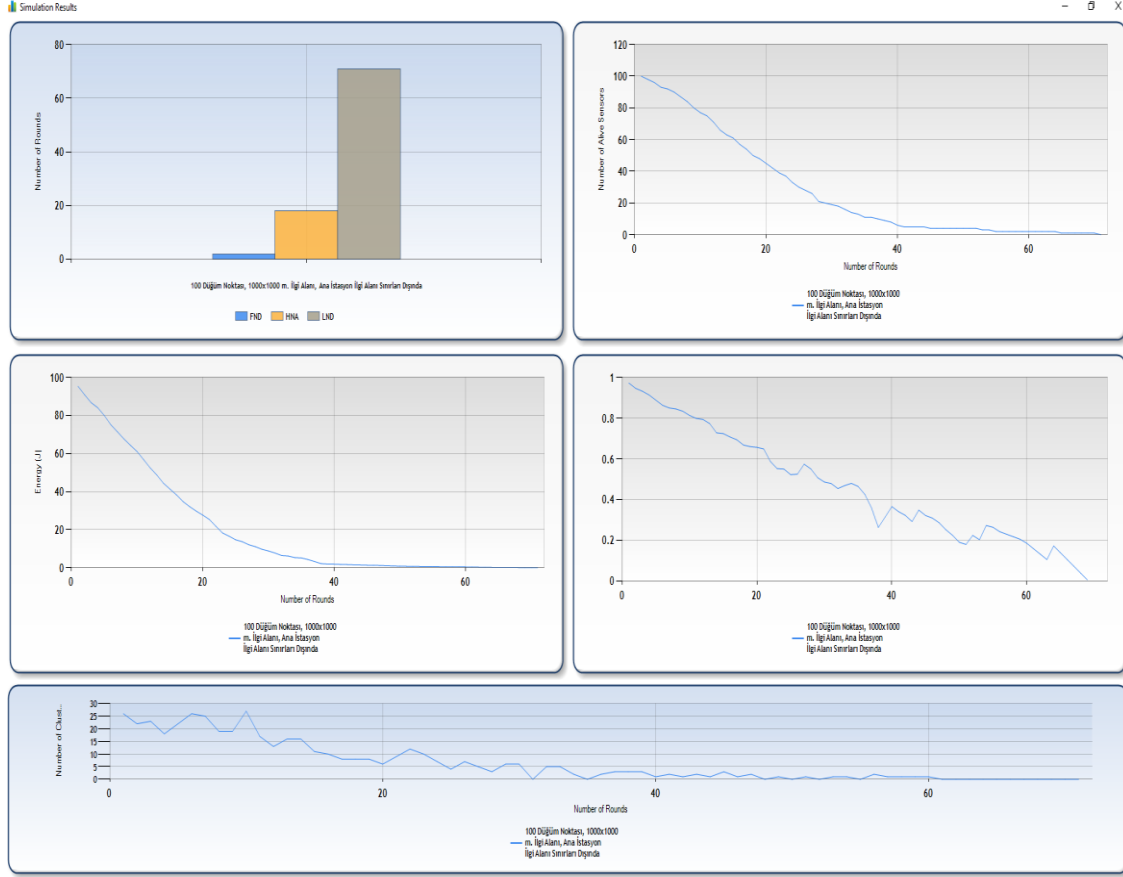 Simulation Results
80
60
40
20
0
Number of Rounds
100 Düğüm Noktası, 1000x1000 m. İlgi Alanı, Ana İstasyon İlgi Alanı Sınırları Dışında
FND HNA LND
120
100
80
60
40
20
0
Number of Alive Sensors
0 20 40 60
Number of Rounds
100 Düğüm Noktası, 1000x1000
m. İlgi Alanı, Ana İstasyon
İlgi Alanı Sınırları Dışında
100
80
60
40
20
0
Energy (J)
0 20 40 60
Number of Rounds
100 Düğüm Noktası, 1000x1000
m. İlgi Alanı, Ana İstasyon
İlgi Alanı Sınırları Dışında
1
0.8
0.6
0.4
0.2
0
0 20 40 60
100 Düğüm Noktası, 1000x1000
m. İlgi Alanı, Ana İstasyon
İlgi Alanı Sınırları Dışında
30
25
20
15
10
5
0
Number of Clust..
0 20 40 60
Number of Rounds
100 Düğüm Noktası, 1000x1000
m. İlgi Alanı, Ana İstasyon
İlgi Alanı Sınırları Dışında